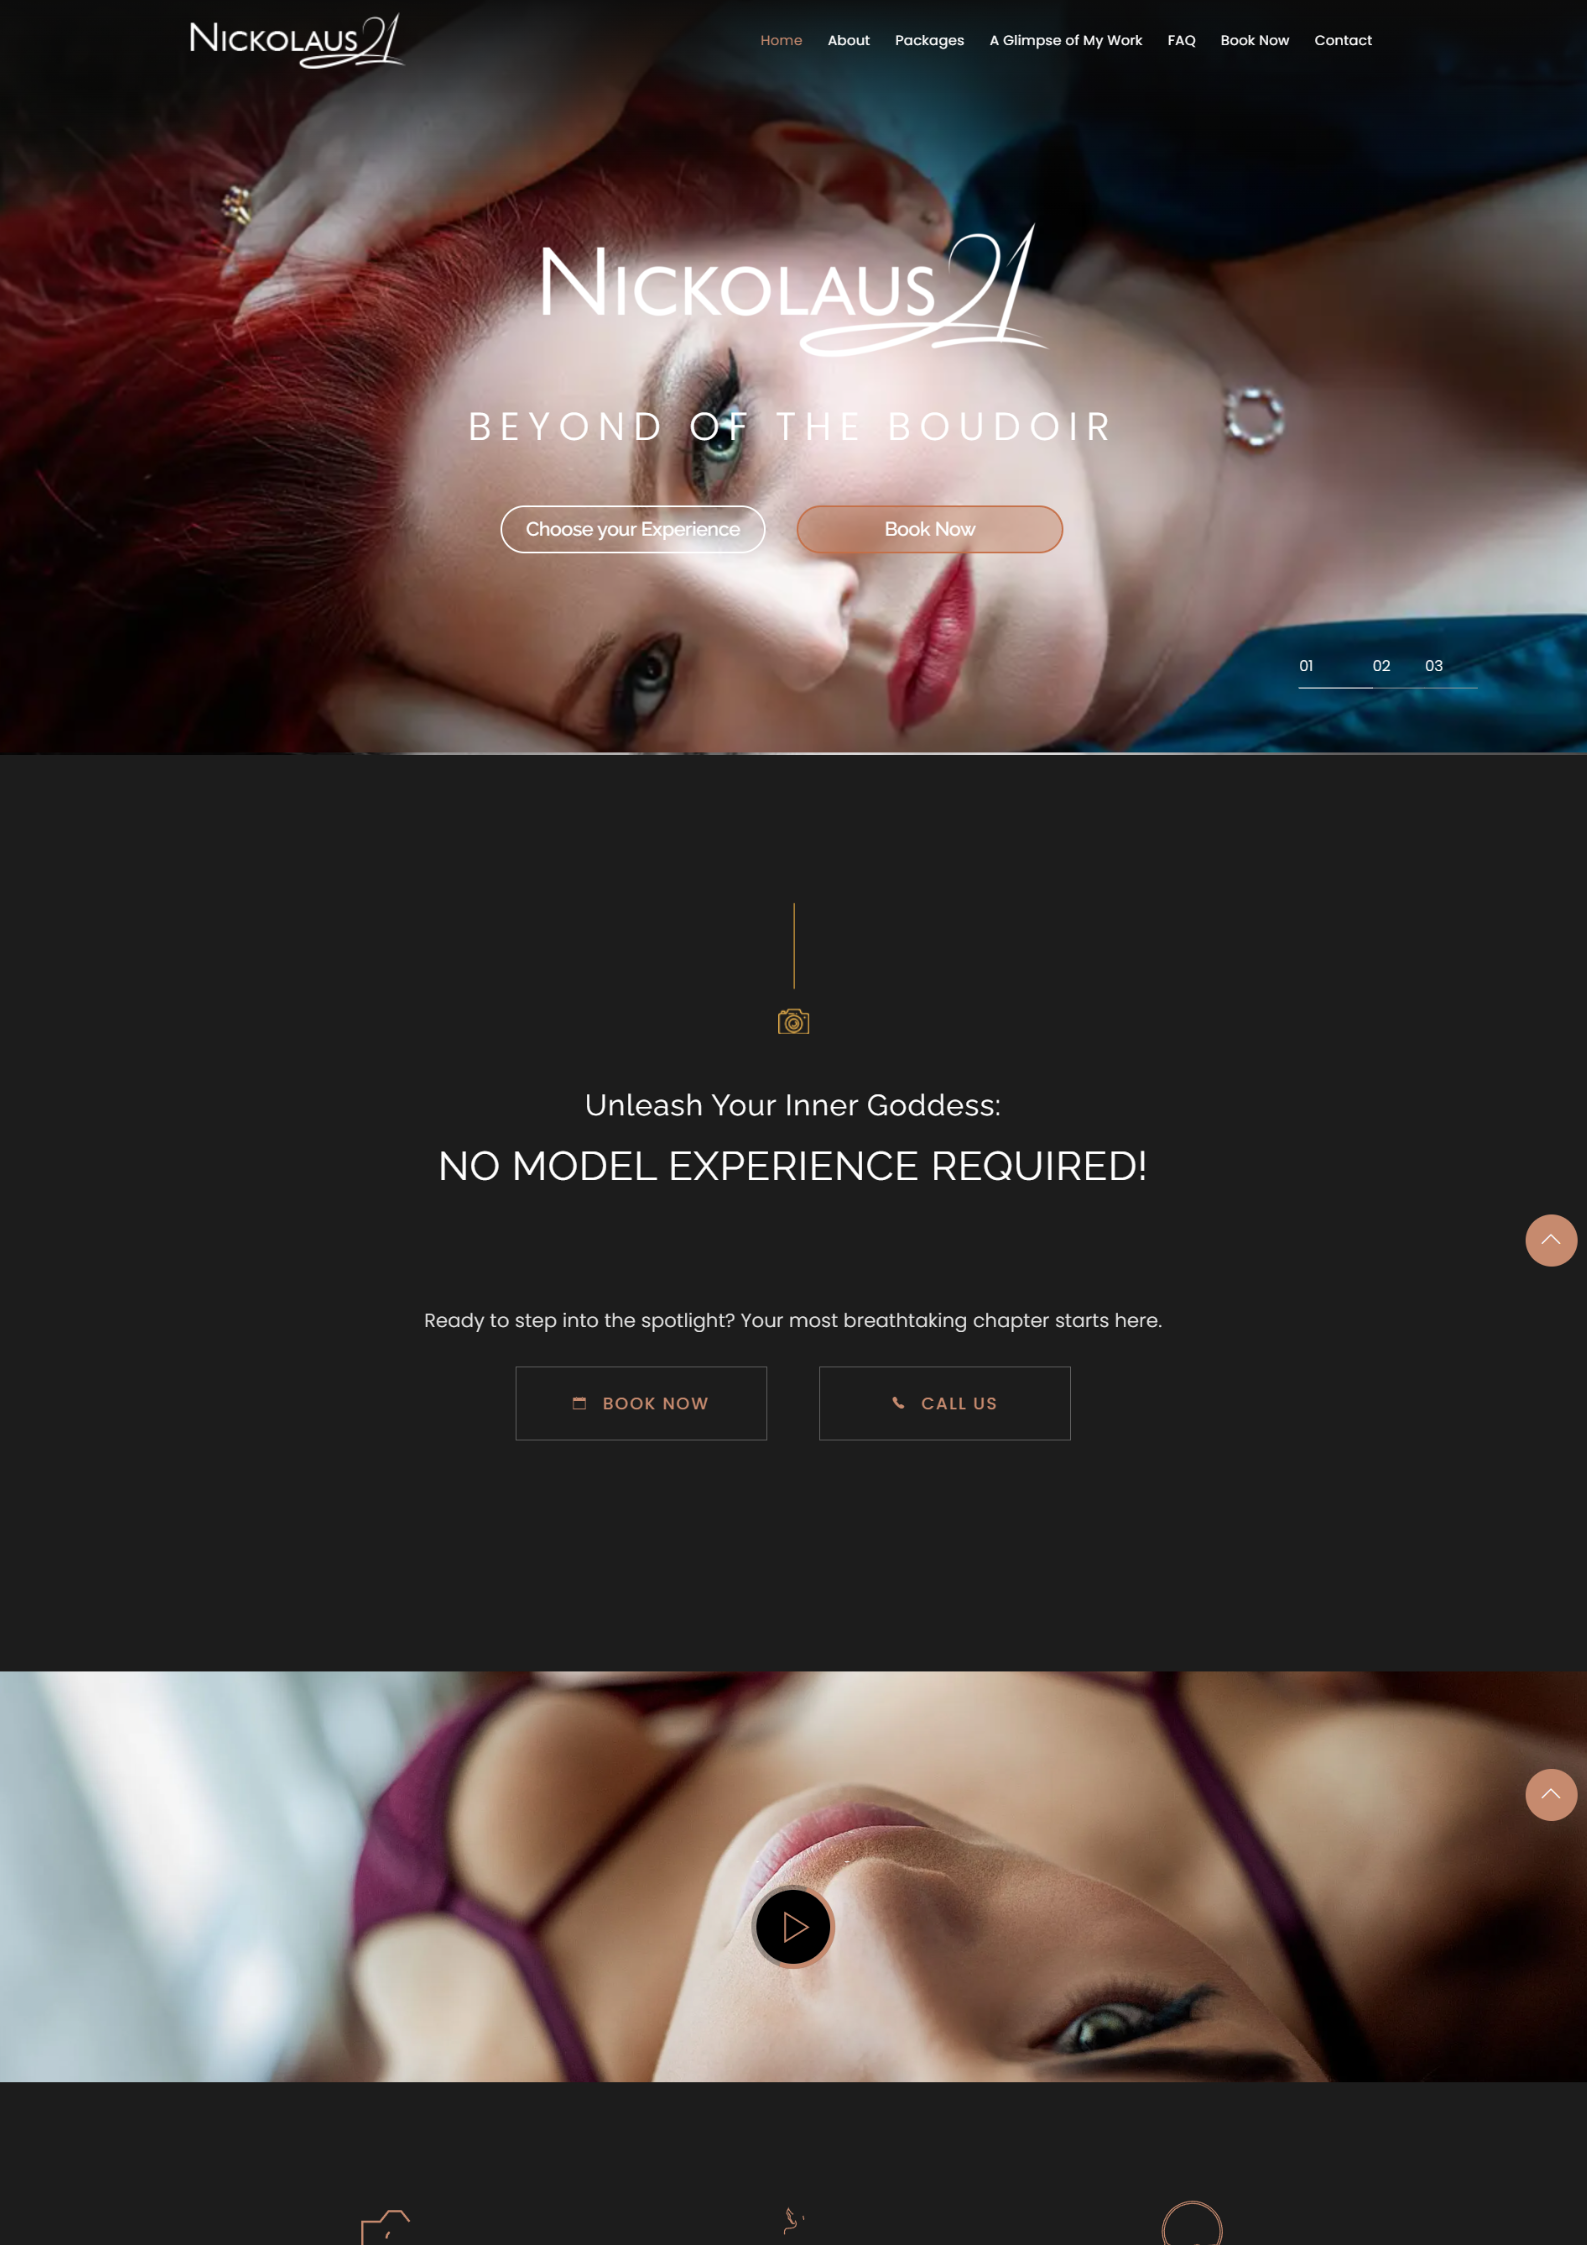 NICKOLAUS 21
Home About Packages A Glimpse of My Work FAQ Book Now Contact
NICKOLAUS 21
BEYOND OF THE BOUDOIR
Choose your Experience Book Now
01 02 03
Unleash Your Inner Goddess:
NO MODEL EXPERIENCE REQUIRED!
Ready to step into the spotlight? Your most breathtaking chapter starts here.
BOOK NOW CALL US